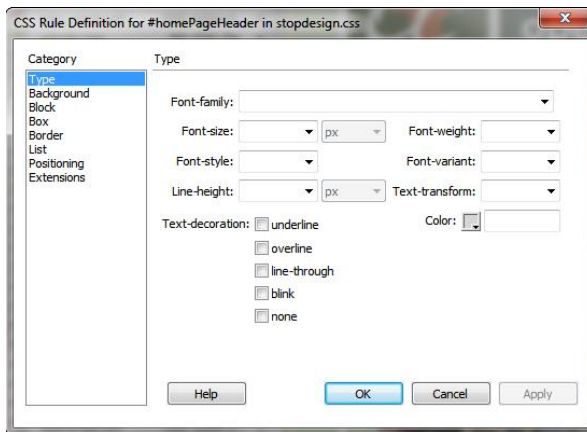 CSS Rule Definition for #homePageHeader in stopdesign.css
Category
Type
Type
Background
Block
Box
Border
List
Positioning
Extensions
Font-family:
Font-size: px Font-weight:
Font-style: Font-variant:
Line-height: px Text-transform:
Text-decoration: underline Color:
overline
line-through
blink
none
Help OK Cancel Apply